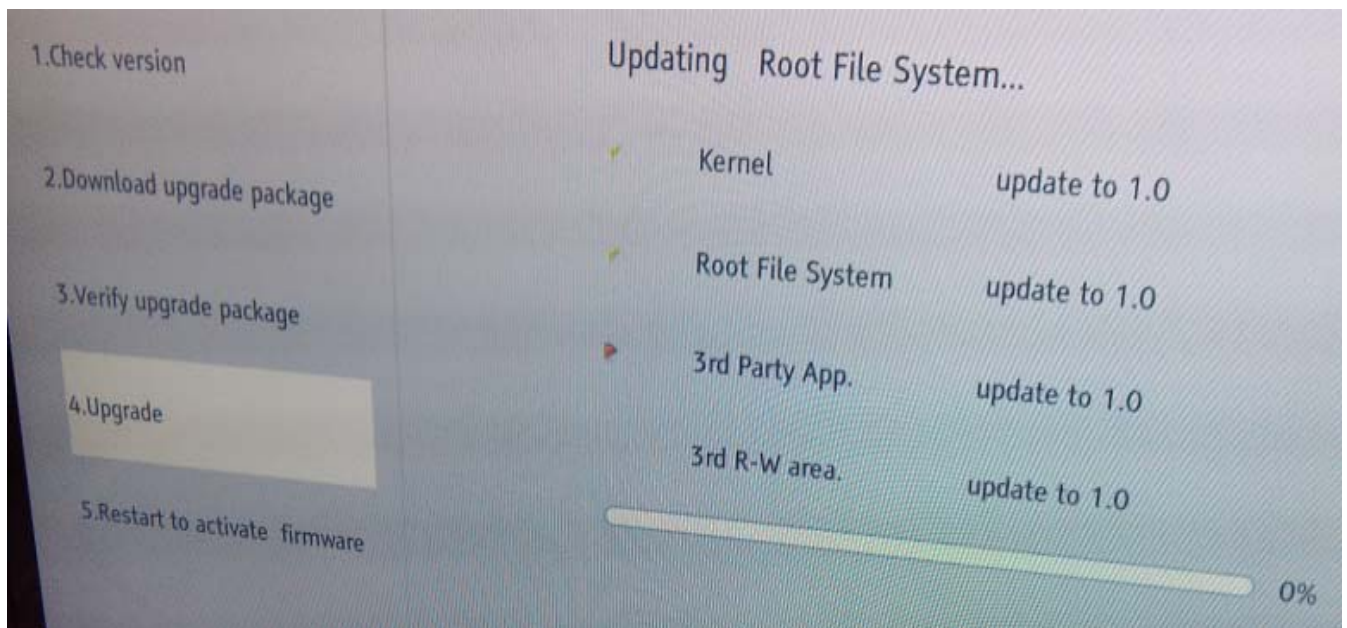 1.Check version
2.Download upgrade package
3.Verify upgrade package
4.Upgrade
5.Restart to activate firmware
Updating Root File System...
Kernel update to 1.0
Root File System update to 1.0
3rd Party App. update to 1.0
3rd R-W area. update to 1.0
0%